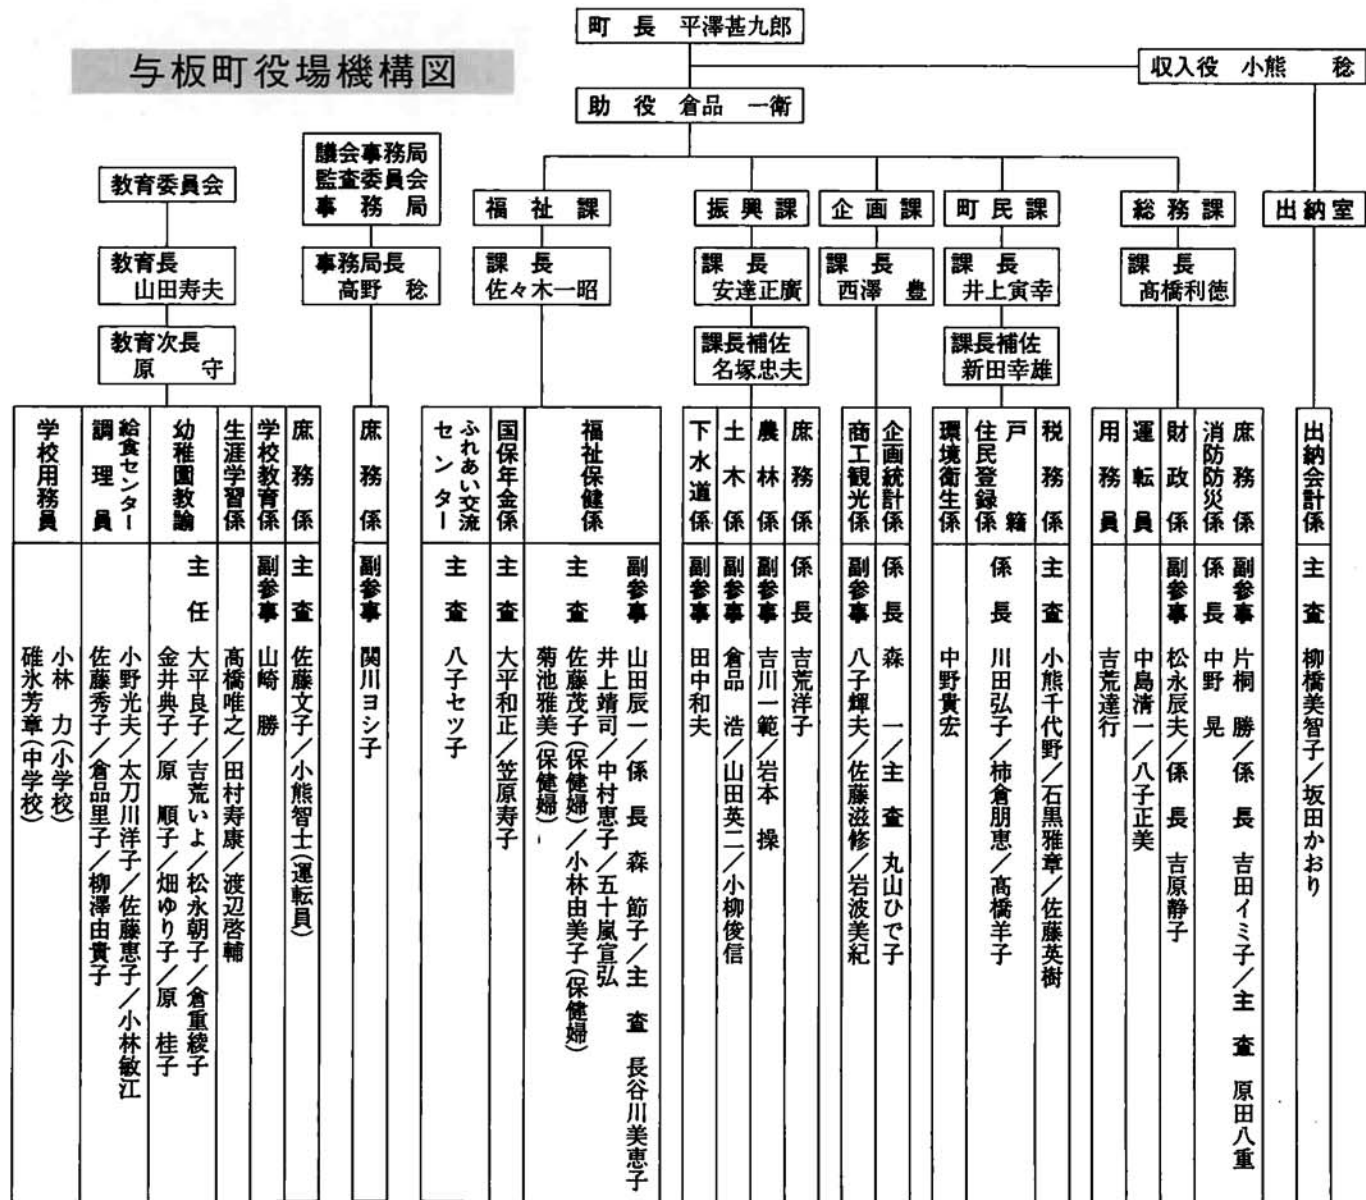 与板町役場機構図
町長 平澤甚九郎
収入役 小熊 稔
助役 倉品 一衛
教育委員会
教育長
山田寿夫
教育次長
原 守
議会事務局
監査委員会
事務局
事務局長
高野 稔
福祉課
課長
佐々木一昭
振興課
課長
安達正廣
課長補佐
名塚忠夫
企画課
課長
西澤 豊
町民課
課長
井上寅幸
課長補佐
新田幸雄
総務課
課長
髙橋利徳
出納室
出納会計係
主査 柳橋美智子/坂田かおり
庶務係
消防防災係
副参事 片桐 勝/係長 吉田イミ子/主査 原田八重
係長 中野 晃
財政係
副参事 松永辰夫/係長 吉原静子
運転員
中島清一/八子正美
用務員
吉荒達行
税務係
主査 小熊千代野/石黒雅章/佐藤英樹
戸籍
住民登録係
係長 川田弘子/柿倉朋恵/高橋羊子
環境衛生係
中野貴宏
企画統計係
係長 森 一/主査 丸山ひで子
商工観光係
副参事 八子輝夫/佐藤滋修/岩波美紀
庶務係
係長 吉荒洋子
農林係
副参事 吉川一範/岩本 操
土木係
副参事 倉品 浩/山田英二/小柳俊信
下水道係
副参事 田中和夫
福祉保健係
副参事 山田辰一/係長 森 節子/主査 長谷川美恵子
井上靖司/中村恵子/五十嵐宣弘
主査 佐藤茂子(保健婦)/小林由美子(保健婦)
菊池雅美(保健婦)
国保年金係
主査 大平和正/笠原寿子
ふれあい交流
センター
主査 八子セツ子
庶務係
副参事 関川ヨシ子
庶務係
主査 佐藤文子/小熊智士(運転員)
学校教育係
副参事 山崎 勝
生涯学習係
高橋唯之/田村寿康/渡辺啓輔
幼稚園教諭
主任 大平良子/吉荒いよ/松永朝子/倉重綾子
金井典子/原 順子/畑ゆり子/原 桂子
給食センター
調理員
小野光夫/太刀川洋子/佐藤恵子/小林敏江
佐藤秀子/倉品里子/柳澤由貴子
学校用務員
小林 力(小学校)
碓氷芳章(中学校)